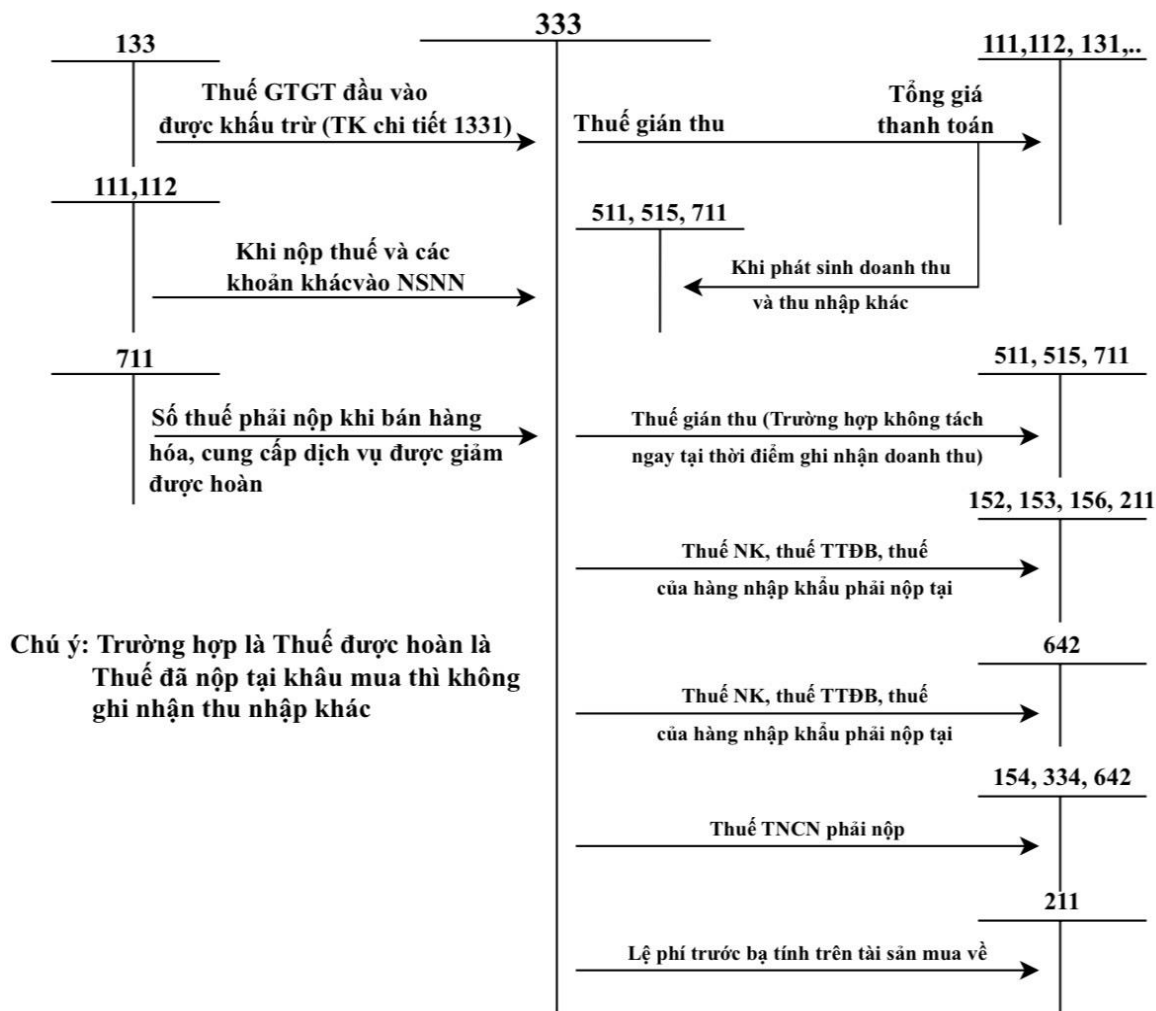 333
133
111,112, 131,..
Thuế GTGT đầu vào
được khấu trừ (TK chi tiết 1331)
Thuế gián thu
Tổng giá
thanh toán
111,112
511, 515, 711
Khi nộp thuế và các
khoản khácvào NSNN
Khi phát sinh doanh thu
và thu nhập khác
711
511, 515, 711
Số thuế phải nộp khi bán hàng
hóa, cung cấp dịch vụ được giảm
được hoàn
Thuế gián thu (Trường hợp không tách
ngay tại thời điểm ghi nhận doanh thu)
152, 153, 156, 211
Thuế NK, thuế TTĐB, thuế
của hàng nhập khẩu phải nộp tại
Chú ý: Trường hợp là Thuế được hoàn là
Thuế đã nộp tại khâu mua thì không
ghi nhận thu nhập khác
642
Thuế NK, thuế TTĐB, thuế
của hàng nhập khẩu phải nộp tại
154, 334, 642
Thuế TNCN phải nộp
211
Lệ phí trước bạ tính trên tài sản mua về